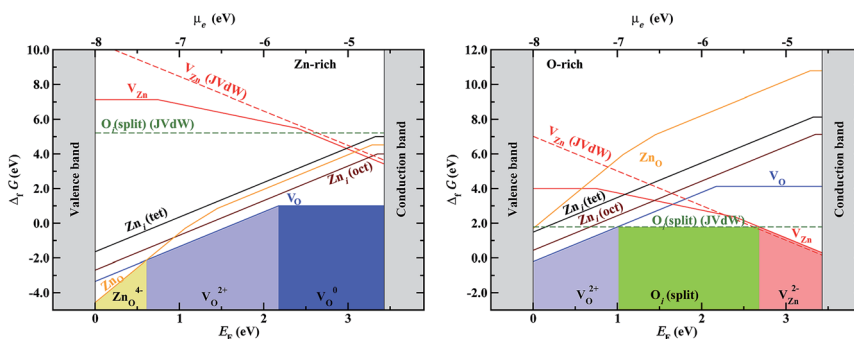 μe (eV)
-8 -7 -6 -5
Zn-rich
10.0
8.0
6.0
4.0
2.0
0.0
-2.0
-4.0
ΔfG (eV)
Valence band
Conduction band
VZn (JVdW)
VZn
Oi(split) (JVdW)
Zni(tet)
Zni(oct)
VO
ZnO
ZnO4-
VO2+
VO0
0 1 2 3
EF (eV)
μe (eV)
-8 -7 -6 -5
O-rich
12.0
10.0
8.0
6.0
4.0
2.0
0.0
-2.0
ΔfG (eV)
Valence band
Conduction band
VZn (JVdW)
ZnO
Zni(tet)
Zni(oct)
VO
Oi(split) (JVdW)
VZn
VO2+
Oi(split)
VZn2-
0 1 2 3
EF (eV)